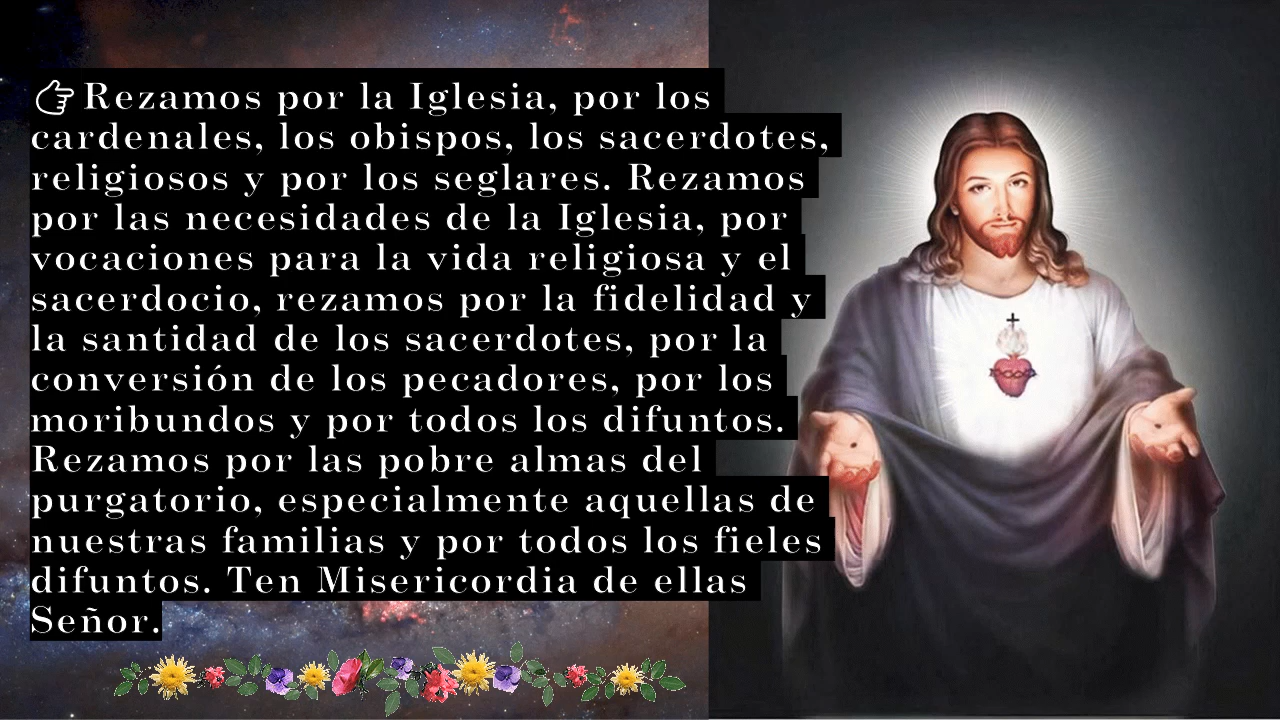 👉Rezamos por la Iglesia, por los
cardenales, los obispos, los sacerdotes,
religiosos y por los seglares. Rezamos
por las necesidades de la Iglesia, por
vocaciones para la vida religiosa y el
sacerdocio, rezamos por la fidelidad y
la santidad de los sacerdotes, por la
conversión de los pecadores, por los
moribundos y por todos los difuntos.
Rezamos por las pobre almas del
purgatorio, especialmente aquellas de
nuestras familias y por todos los fieles
difuntos. Ten Misericordia de ellas
Señor.